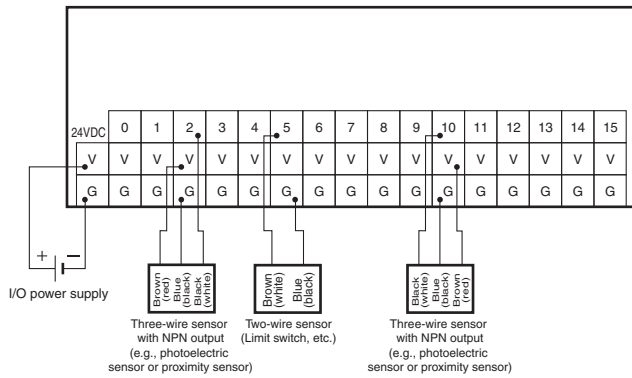 24VDC 0 1 2 3 4 5 6 7 8 9 10 11 12 13 14 15
V V V V V V V V V V V V V V V V V
G G G G G G G G G G G G G G G G G
+ −
I/O power supply
Brown (red)
Blue (black)
Black (white)
Three-wire sensor
with NPN output
(e.g., photoelectric
sensor or proximity sensor)
Brown (white)
Blue (black)
Two-wire sensor
(Limit switch, etc.)
Black (white)
Blue (black)
Brown (red)
Three-wire sensor
with NPN output
(e.g., photoelectric
sensor or proximity sensor)